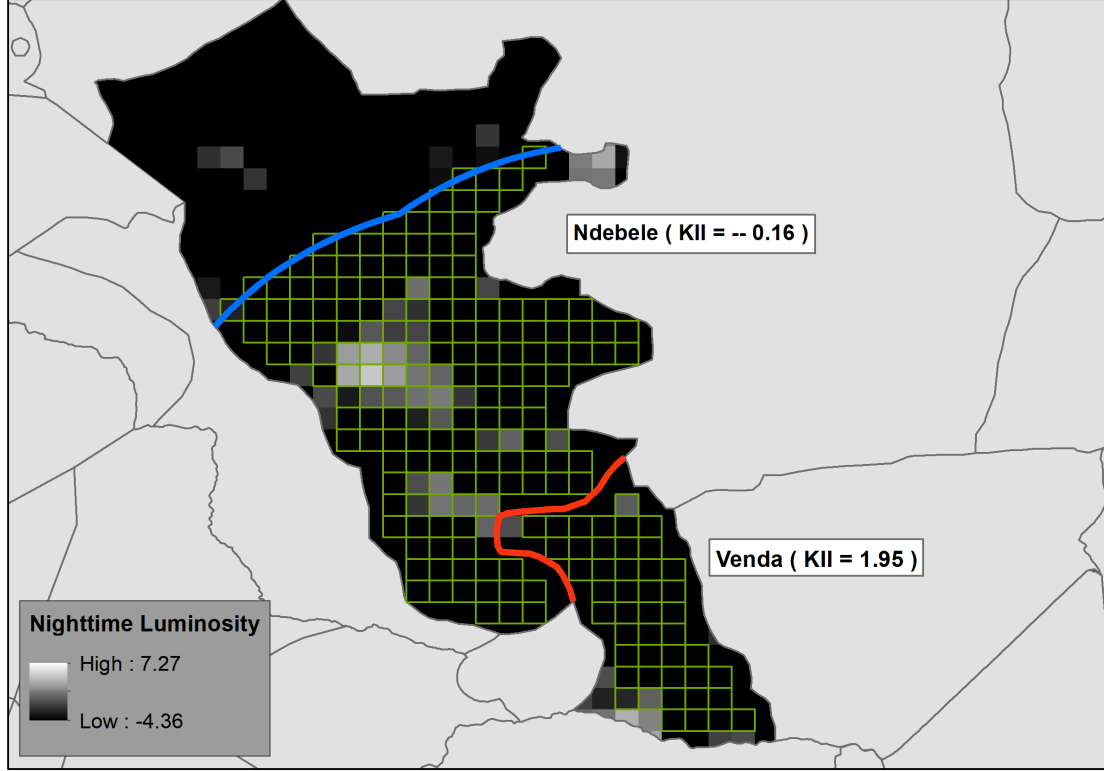 Ndebele ( KII = -- 0.16 )
Venda ( KII = 1.95 )
Nighttime Luminosity
High : 7.27
Low : -4.36